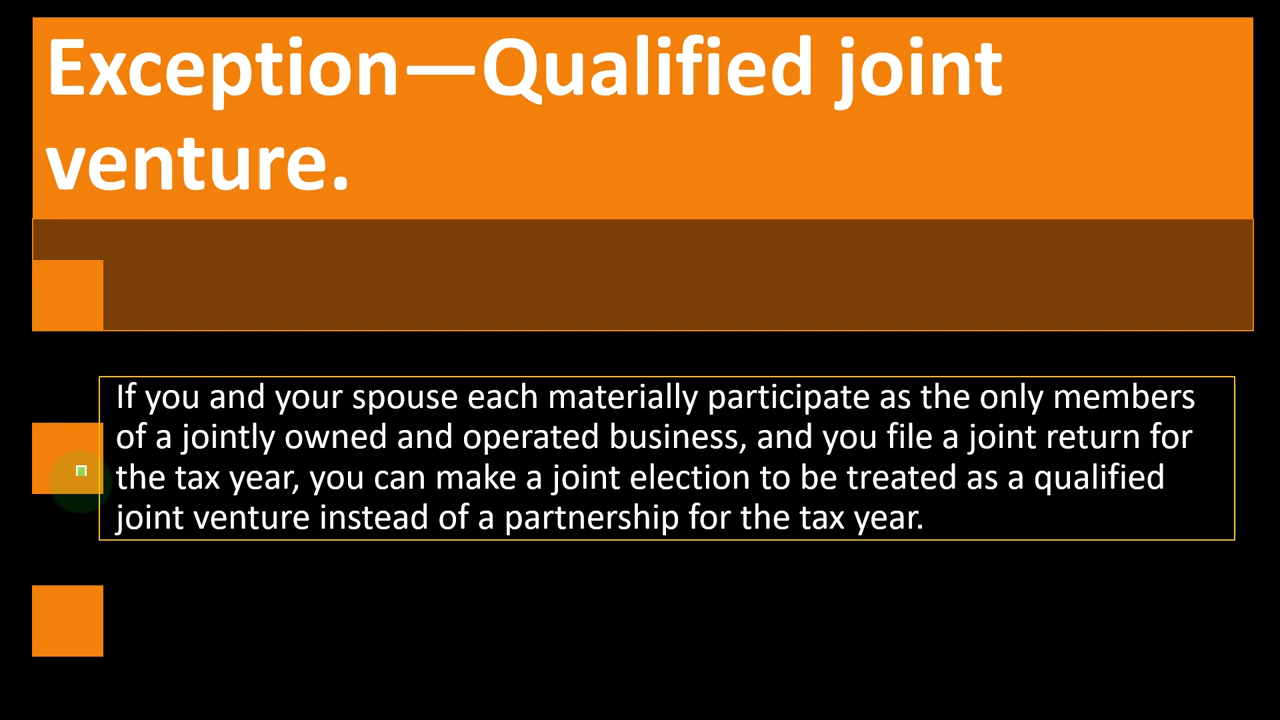 Exception—Qualified joint
venture.
If you and your spouse each materially participate as the only members
of a jointly owned and operated business, and you file a joint return for
the tax year, you can make a joint election to be treated as a qualified
joint venture instead of a partnership for the tax year.